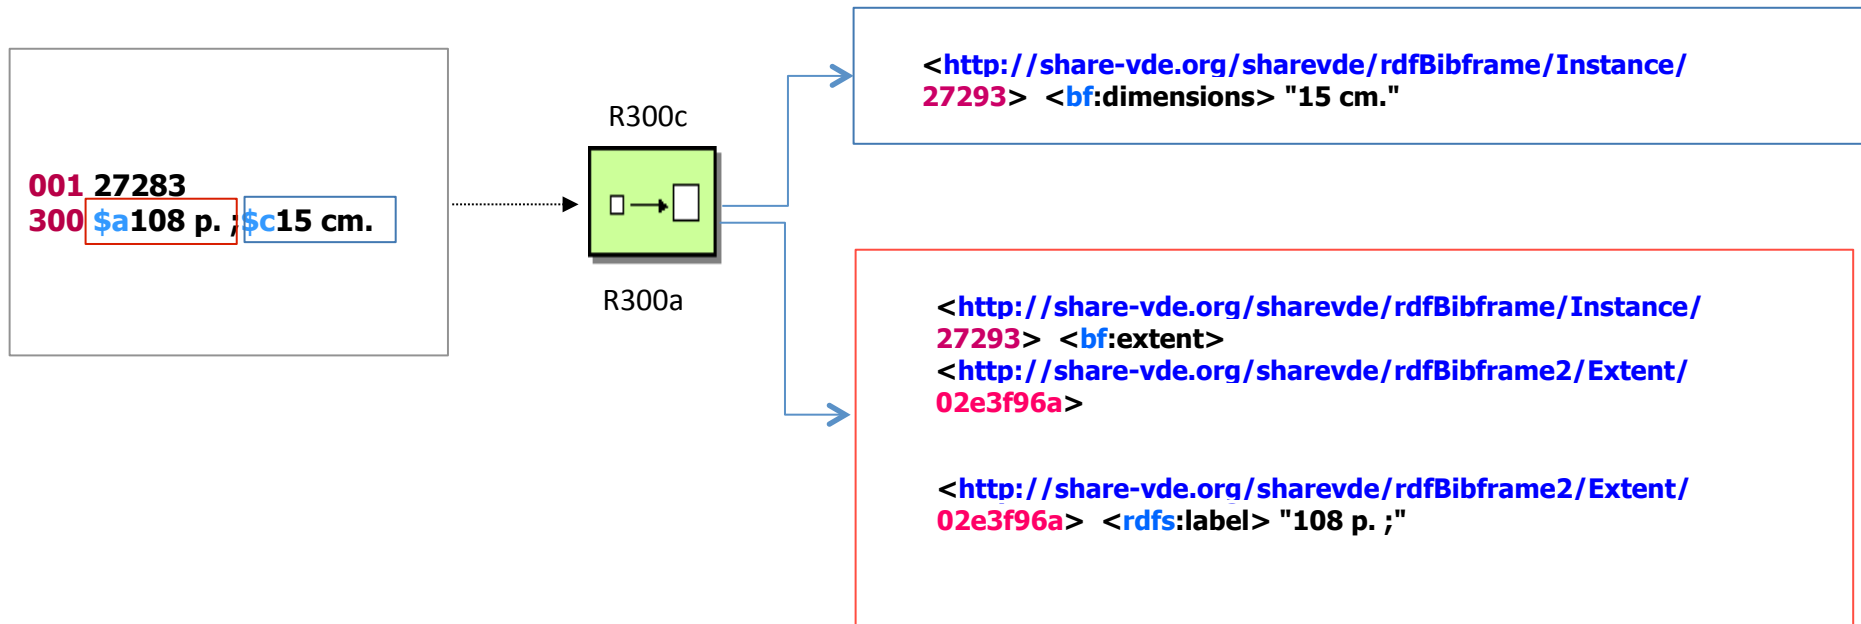 001 27283
300 $a108 p. ;$c15 cm.
R300c
R300a
<http://share-vde.org/sharevde/rdfBibframe/Instance/
27293> <bf:dimensions> "15 cm."
<http://share-vde.org/sharevde/rdfBibframe/Instance/
27293> <bf:extent>
<http://share-vde.org/sharevde/rdfBibframe2/Extent/
02e3f96a>
<http://share-vde.org/sharevde/rdfBibframe2/Extent/
02e3f96a> <rdfs:label> "108 p. ;"